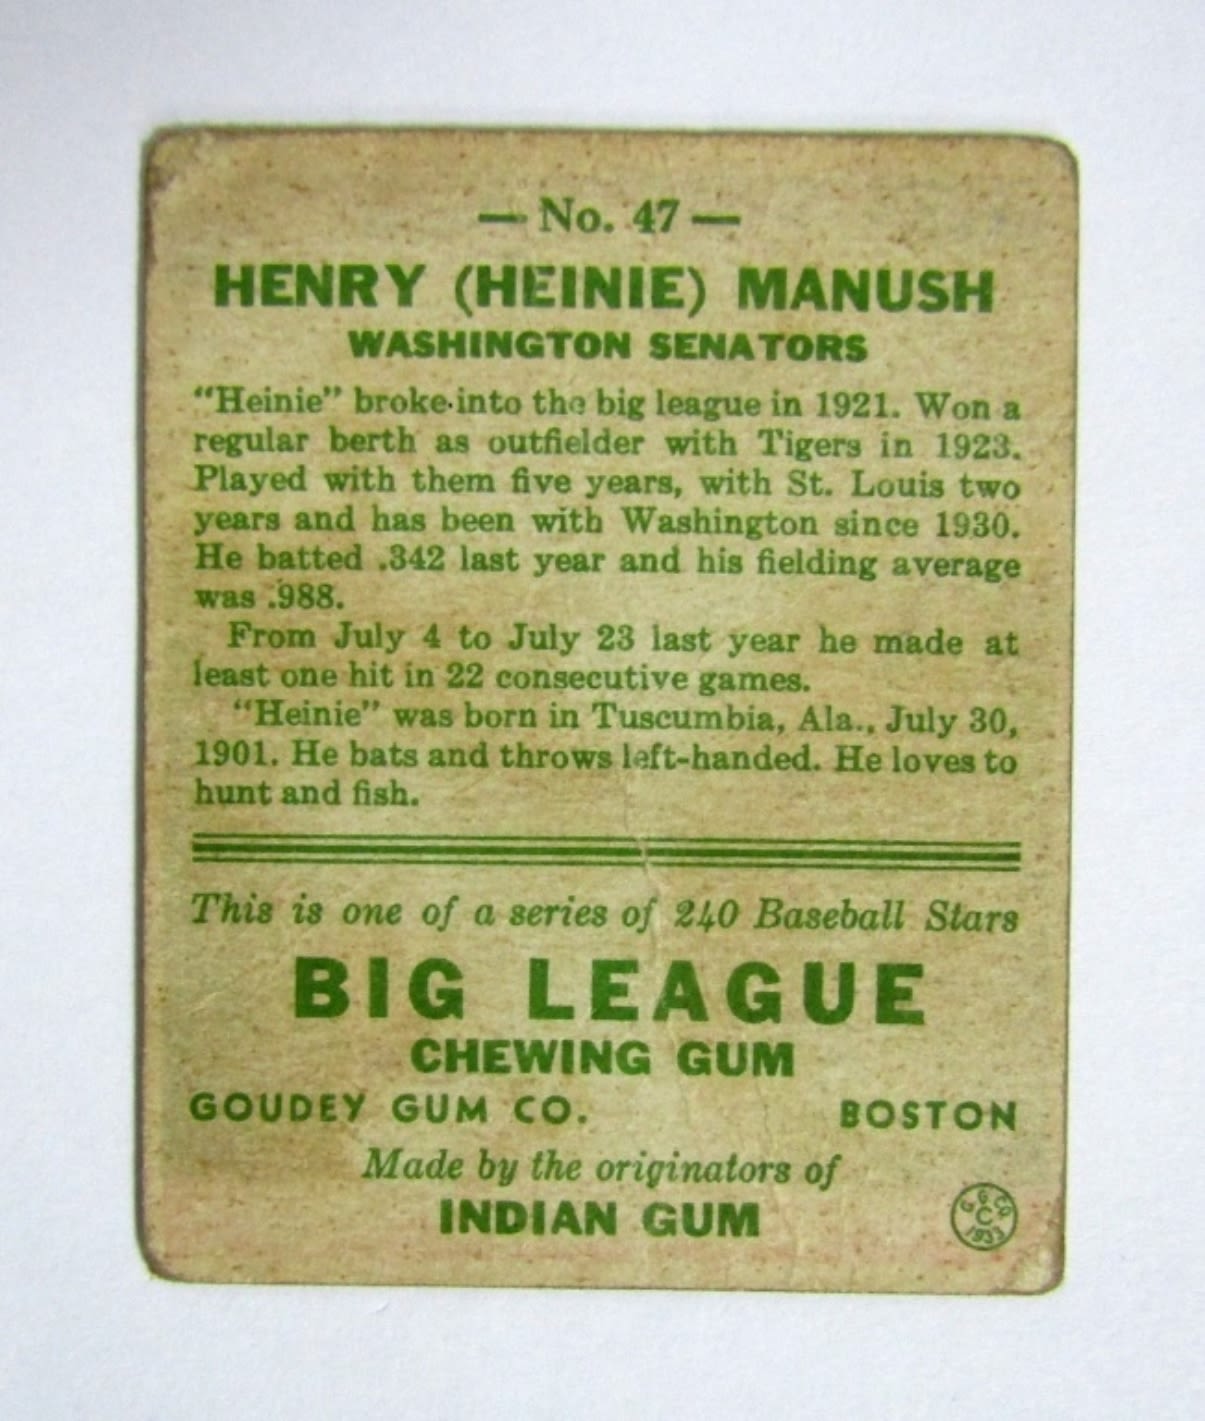 — No. 47 —
HENRY (HEINIE) MANUSH
WASHINGTON SENATORS
"Heinie" broke into the big league in 1921. Won a
regular berth as outfielder with Tigers in 1923.
Played with them five years, with St. Louis two
years and has been with Washington since 1930.
He batted .342 last year and his fielding average
was .988.
From July 4 to July 23 last year he made at
least one hit in 22 consecutive games.
"Heinie" was born in Tuscumbia, Ala., July 30,
1901. He bats and throws left-handed. He loves to
hunt and fish.
This is one of a series of 240 Baseball Stars
BIG LEAGUE
CHEWING GUM
GOUDEY GUM CO. BOSTON
Made by the originators of
INDIAN GUM
G G CO
C
1933